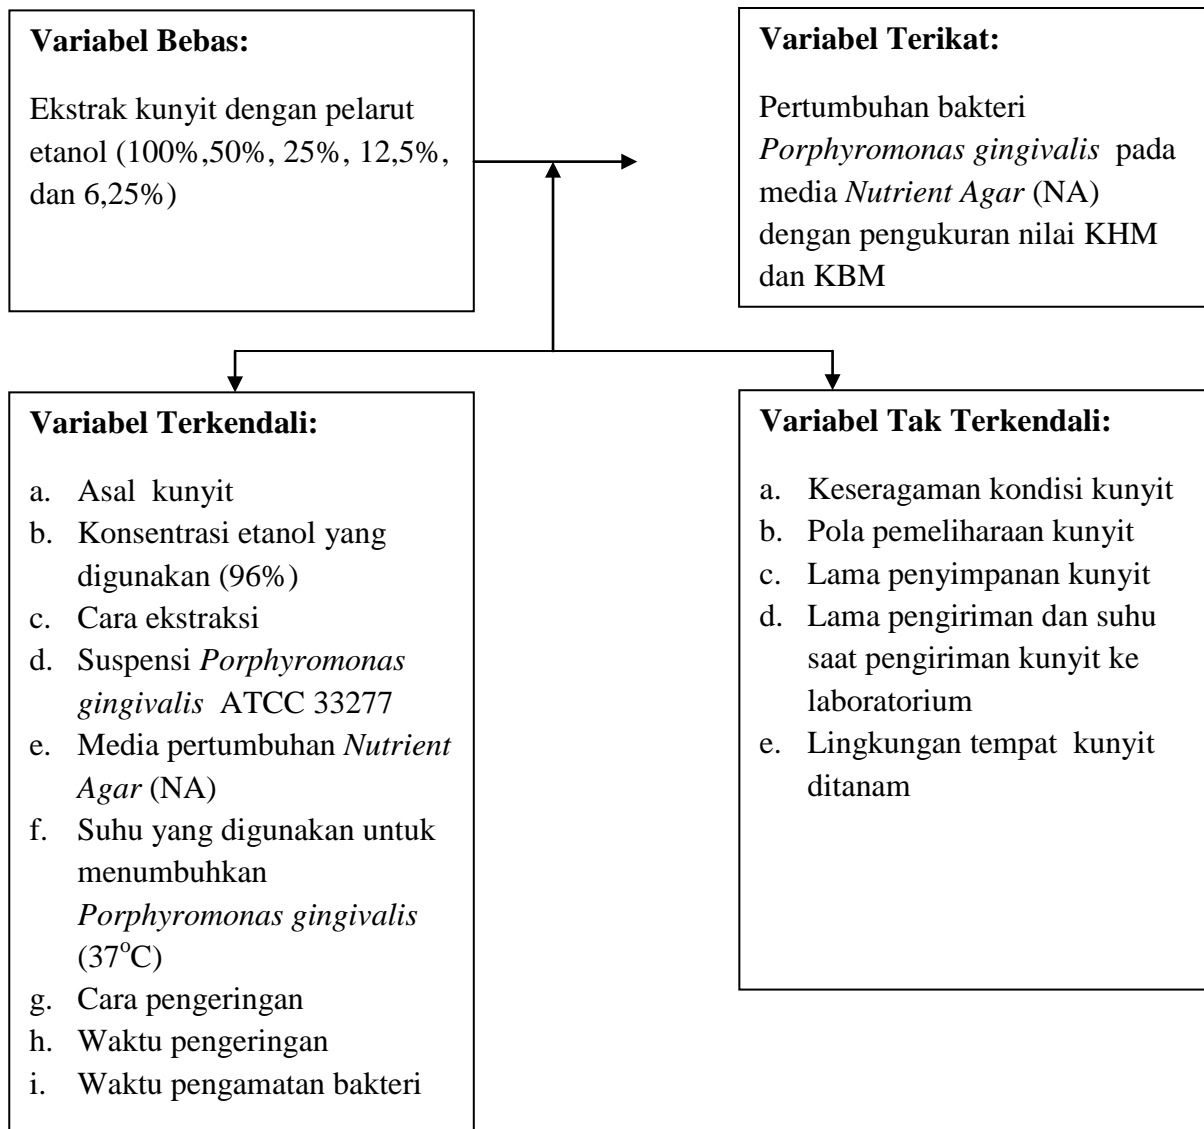 Variabel Bebas:
Ekstrak kunyit dengan pelarut
etanol (100%,50%, 25%, 12,5%,
dan 6,25%)
Variabel Terikat:
Pertumbuhan bakteri
Porphyromonas gingivalis pada
media Nutrient Agar (NA)
dengan pengukuran nilai KHM
dan KBM
Variabel Terkendali:
a. Asal kunyit
b. Konsentrasi etanol yang
digunakan (96%)
c. Cara ekstraksi
d. Suspensi Porphyromonas
gingivalis ATCC 33277
e. Media pertumbuhan Nutrient
Agar (NA)
f. Suhu yang digunakan untuk
menumbuhkan
Porphyromonas gingivalis
(37°C)
g. Cara pengeringan
h. Waktu pengeringan
i. Waktu pengamatan bakteri
Variabel Tak Terkendali:
a. Keseragaman kondisi kunyit
b. Pola pemeliharaan kunyit
c. Lama penyimpanan kunyit
d. Lama pengiriman dan suhu
saat pengiriman kunyit ke
laboratorium
e. Lingkungan tempat kunyit
ditanam